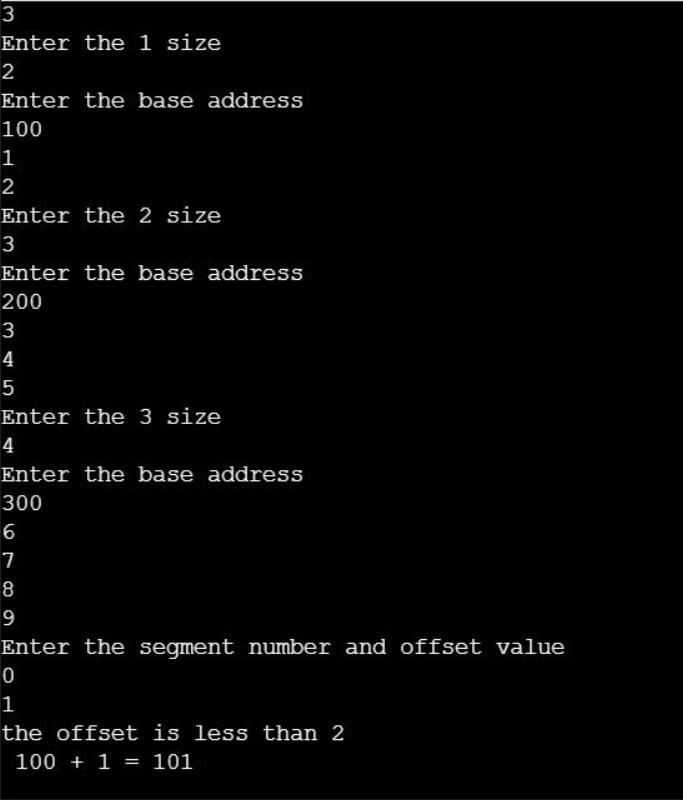 3
Enter the 1 size
2
Enter the base address
100
1
2
Enter the 2 size
3
Enter the base address
200
3
4
5
Enter the 3 size
4
Enter the base address
300
6
7
8
9
Enter the segment number and offset value
0
1
the offset is less than 2
 100 + 1 = 101